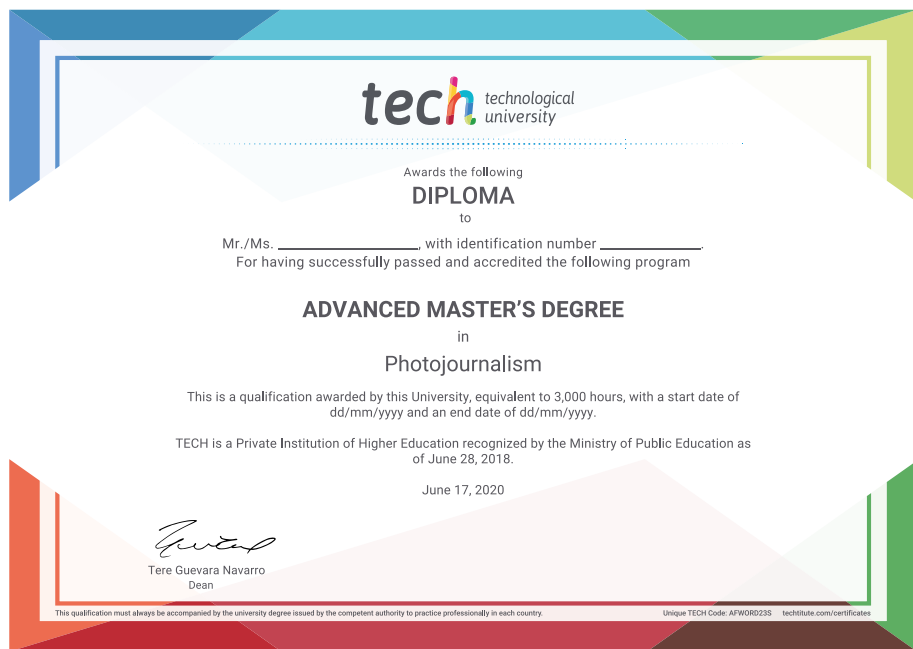 tech technological
university
Awards the following
DIPLOMA
to
Mr./Ms. ____________________, with identification number ______________.
For having successfully passed and accredited the following program
ADVANCED MASTER'S DEGREE
in
Photojournalism
This is a qualification awarded by this University, equivalent to 3,000 hours, with a start date of
dd/mm/yyyy and an end date of dd/mm/yyyy.
TECH is a Private Institution of Higher Education recognized by the Ministry of Public Education as
of June 28, 2018.
June 17, 2020
Tere Guevara Navarro
Dean
This qualification must always be accompanied by the university degree issued by the competent authority to practice professionally in each country. Unique TECH Code: AFWORD23S techtitute.com/certificates